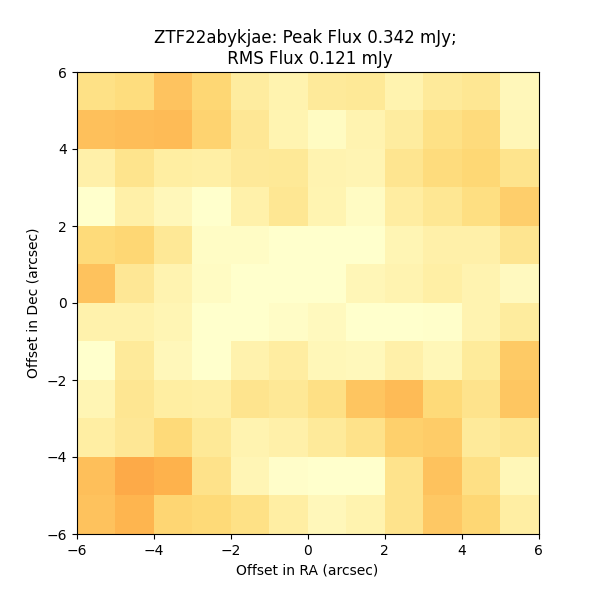 ZTF22abykjae: Peak Flux 0.342 mJy;
RMS Flux 0.121 mJy
6
4
2
0
−2
−4
−6
Offset in Dec (arcsec)
−6 −4 −2 0 2 4 6
Offset in RA (arcsec)